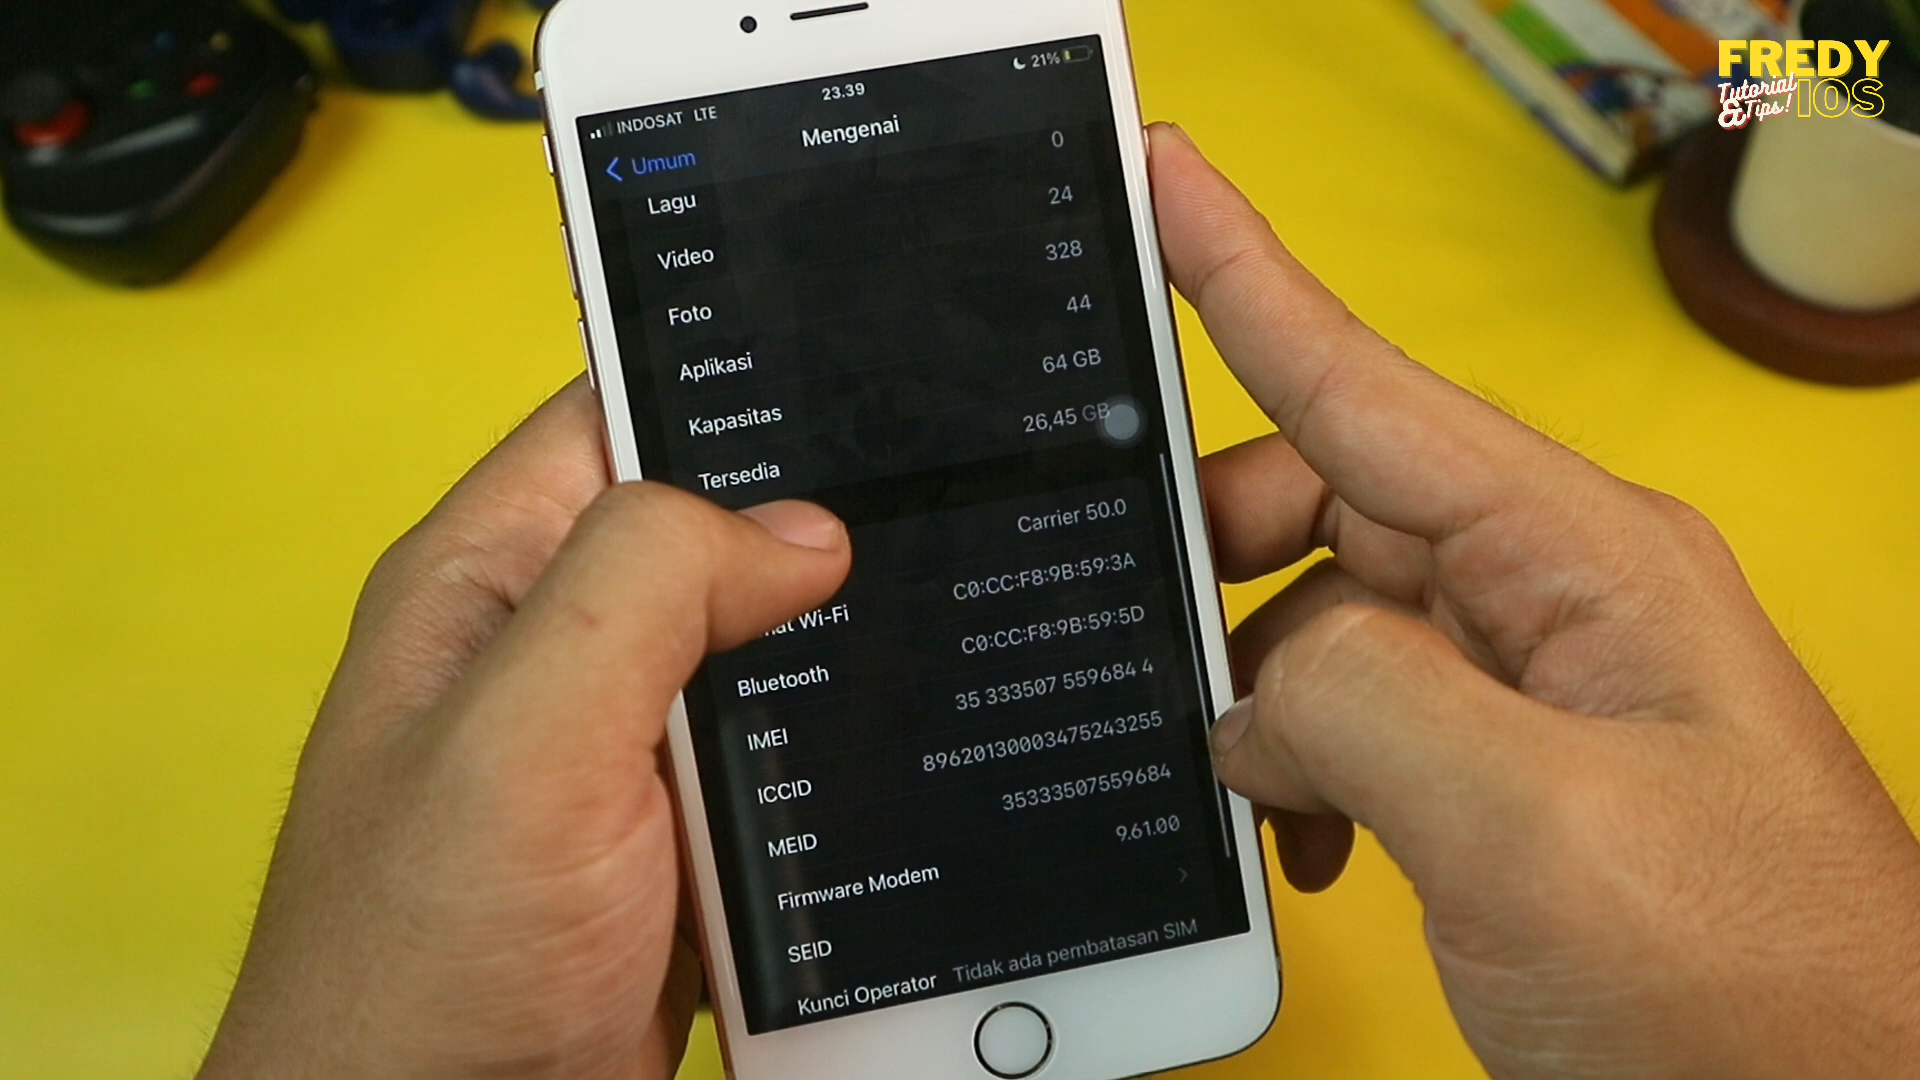 FREDY
Tutorial
& Tips!
IOS
INDOSAT LTE
23.39
21%
Umum
Mengenai
Lagu 0
Video 24
Foto 328
Aplikasi 44
Kapasitas 64 GB
Tersedia 26,45 GB
Carrier 50.0
Wi-Fi C0:CC:F8:9B:59:3A
Bluetooth C0:CC:F8:9B:59:5D
IMEI 35 333507 559684 4
ICCID 89620130003475243255
MEID 35333507559684
Firmware Modem 9.61.00
SEID
Kunci Operator Tidak ada pembatasan SIM